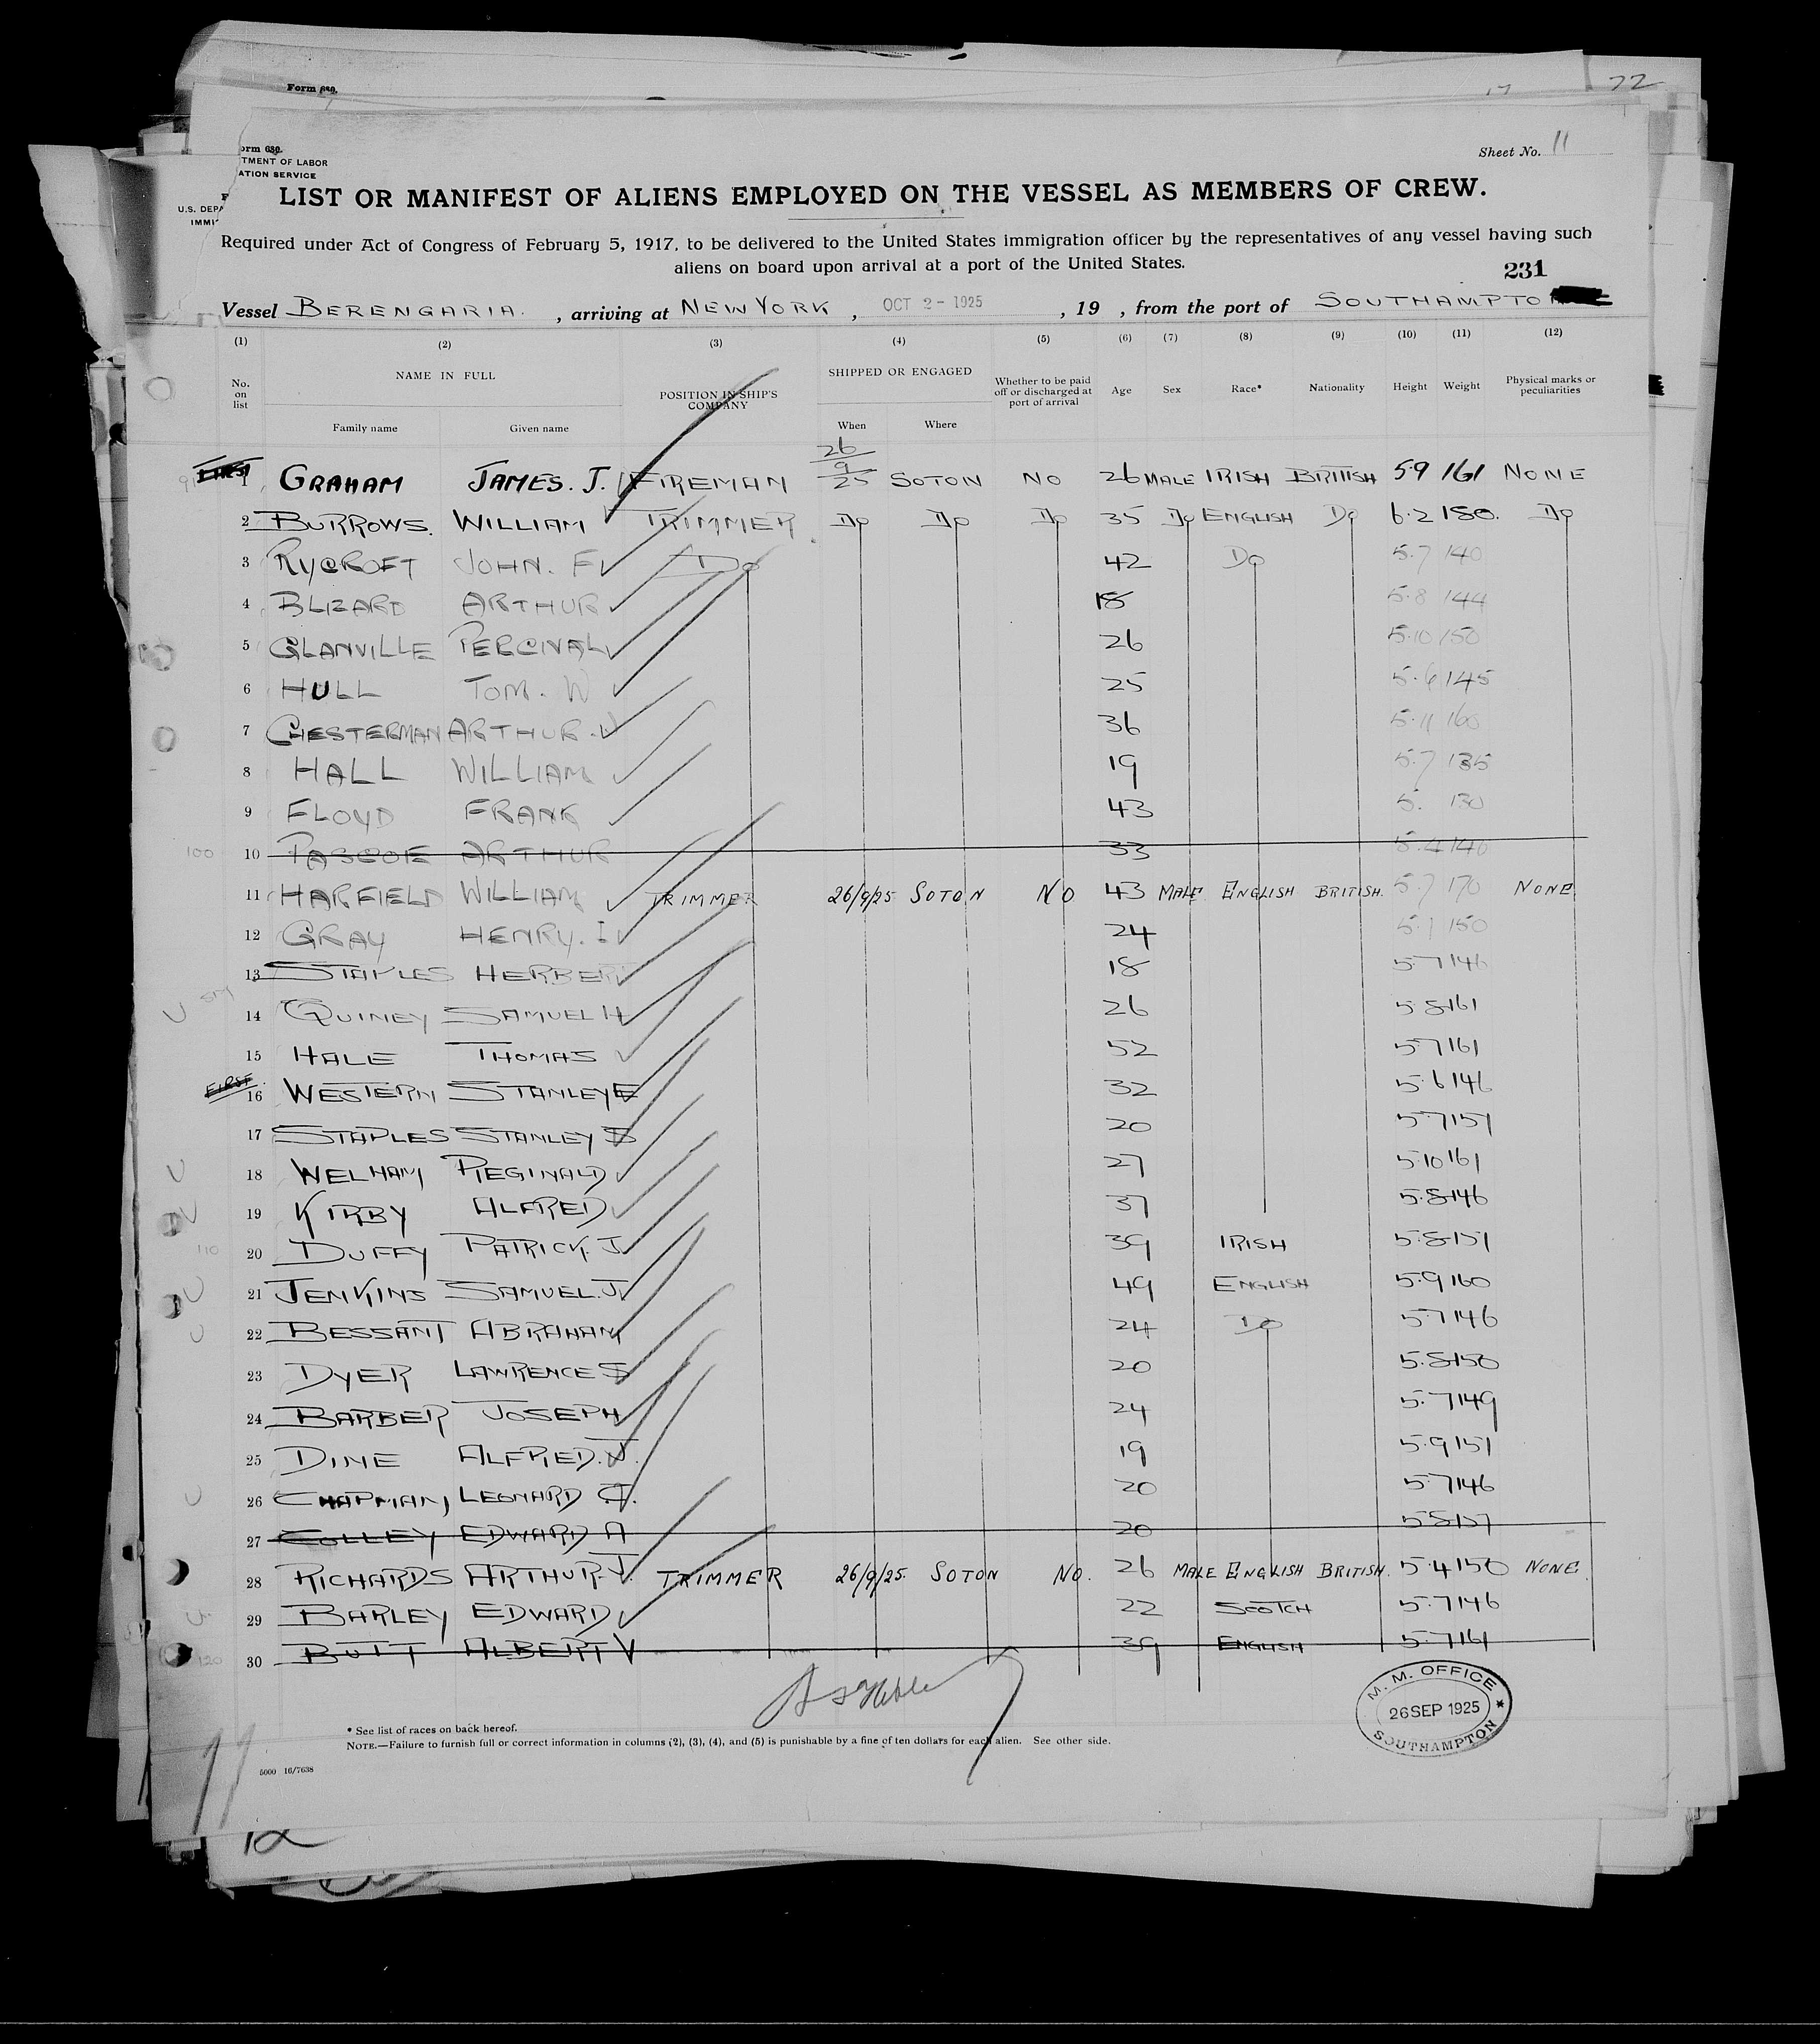 Form 630.
22
Form 630.
TMENT OF LABOR
ATION SERVICE
U.S. DEPA
IMMI
Sheet No. 11
LIST OR MANIFEST OF ALIENS EMPLOYED ON THE VESSEL AS MEMBERS OF CREW.
Required under Act of Congress of February 5, 1917, to be delivered to the United States immigration officer by the representatives of any vessel having such
aliens on board upon arrival at a port of the United States.
231
Vessel BERENGARIA. , arriving at NEW YORK , OCT 2 - 1925 , 19 , from the port of SOUTHAMPTON
(1) (2) (3) (4) (5) (6) (7) (8) (9) (10) (11) (12)
No. on list NAME IN FULL POSITION IN SHIP'S COMPANY SHIPPED OR ENGAGED Whether to be paid off or discharged at port of arrival Age Sex Race* Nationality Height Weight Physical marks or peculiarities
Family name Given name When Where
FIRST 1 GRAHAM JAMES. J. FIREMAN 26/9/25 SOTON NO 26 MALE IRISH BRITISH 5.9 161 NONE
2 BURROWS. WILLIAM TRIMMER Do Do Do 35 Do ENGLISH Do 6.2 180. Do
3 RYCROFT JOHN. F Do 42 Do 5.7 140
4 BLIZARD ARTHUR 18 5.8 144
5 GLANVILLE PERCIVAL 26 5.10 150
6 HULL TOM. W 25 5.6 145
7 CHESTERMAN ARTHUR. 36 5.11 160
8 HALL WILLIAM 19 5.7 135
9 FLOYD FRANK 43 5. 130
100 10 PASCOE ARTHUR 33 5.4 140
11 HARFIELD WILLIAM TRIMMER 26/9/25 SOTON NO 43 MALE ENGLISH BRITISH. 5.7 170 NONE
12 GRAY HENRY. I 24 5.7 150
13 STAPLES HERBERT 18 5.7 146
14 QUINEY SAMUEL H 26 5.8 161
15 HALE THOMAS 52 5.7 161
FIRST 16 WESTERN STANLEY E 32 5.6 146
17 STAPLES STANLEY S 20 5.7 151
18 WELHAM REGINALD 27 5.10 161
19 KIRBY ALFRED 37 5.8 146
110 20 DUFFY PATRICK. J 39 IRISH 5.8 151
21 JENKINS SAMUEL. J 49 ENGLISH 5.9 160
22 BESSANT ABRAHAM 24 Do 5.7 146
23 DYER LAWRENCE S 20 5.8 150
24 BARBER JOSEPH 24 5.7 149
25 DINE ALFRED. J. 19 5.9 151
26 CHAPMAN LEONARD 20 5.7 146
27 COLLEY EDWARD A 20 5.8 151
28 RICHARDS ARTHUR. J. TRIMMER 26/9/25. SOTON NO. 26 MALE ENGLISH BRITISH. 5.4 150 NONE.
29 BARLEY EDWARD 22 SCOTCH 5.7 146
120 30 BUTT ALBERT V 39 ENGLISH 5.7 161
M. M. OFFICE
26 SEP 1925
SOUTHAMPTON
* See list of races on back hereof.
NOTE.—Failure to furnish full or correct information in columns (2), (3), (4), and (5) is punishable by a fine of ten dollars for each alien. See other side.
5000 16/7638
11
12